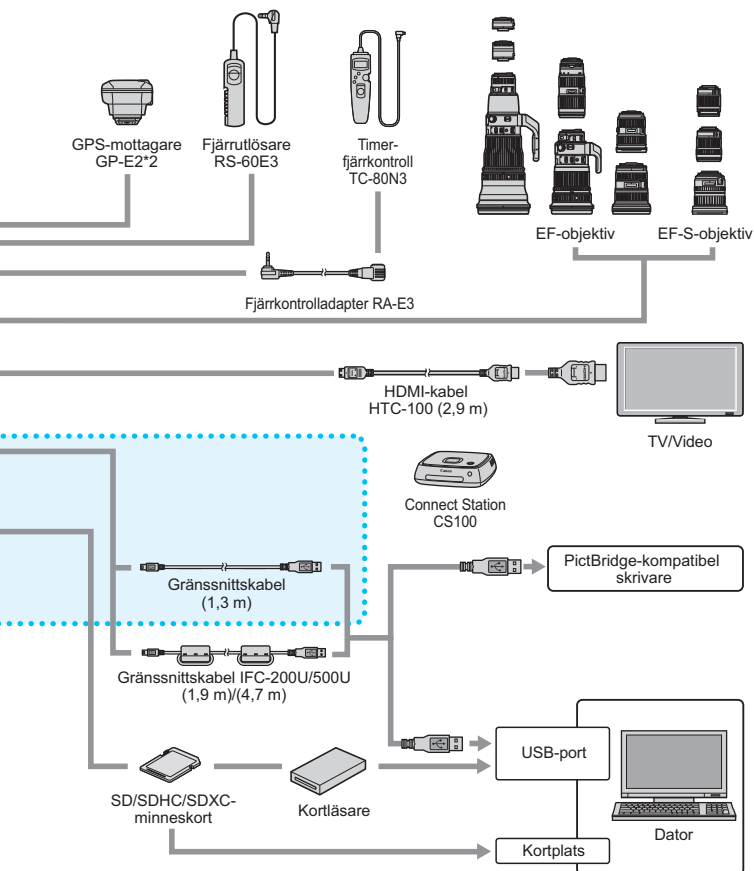 GPS-mottagare
GP-E2*2
Fjärrutlösare
RS-60E3
Timer-
fjärrkontroll
TC-80N3
EF-objektiv
EF-S-objektiv
Fjärrkontrolladapter RA-E3
HDMI-kabel
HTC-100 (2,9 m)
TV/Video
Canon
Connect Station
CS100
Gränssnittskabel
(1,3 m)
PictBridge-kompatibel
skrivare
Gränssnittskabel IFC-200U/500U
(1,9 m)/(4,7 m)
USB-port
SD/SDHC/SDXC-
minneskort
Kortläsare
Dator
Kortplats